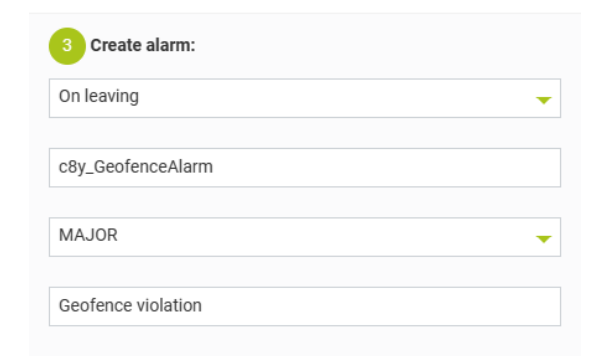 3 Create alarm:
On leaving
c8y_GeofenceAlarm
MAJOR
Geofence violation